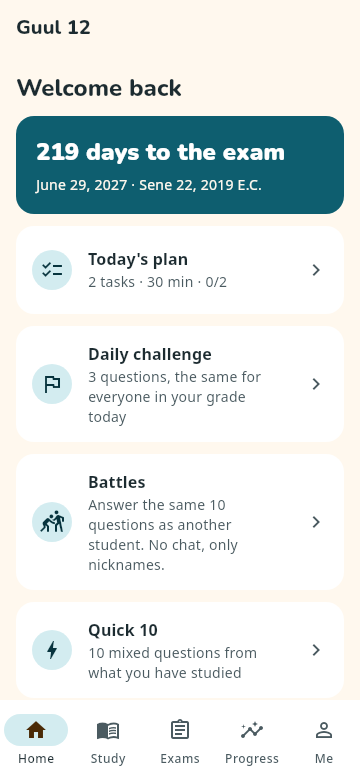 Guul 12
Welcome back
219 days to the exam
June 29, 2027 · Sene 22, 2019 E.C.
Today's plan
2 tasks · 30 min · 0/2
Daily challenge
3 questions, the same for
everyone in your grade
today
Battles
Answer the same 10
questions as another
student. No chat, only
nicknames.
Quick 10
10 mixed questions from
what you have studied
Home
Study
Exams
Progress
Me